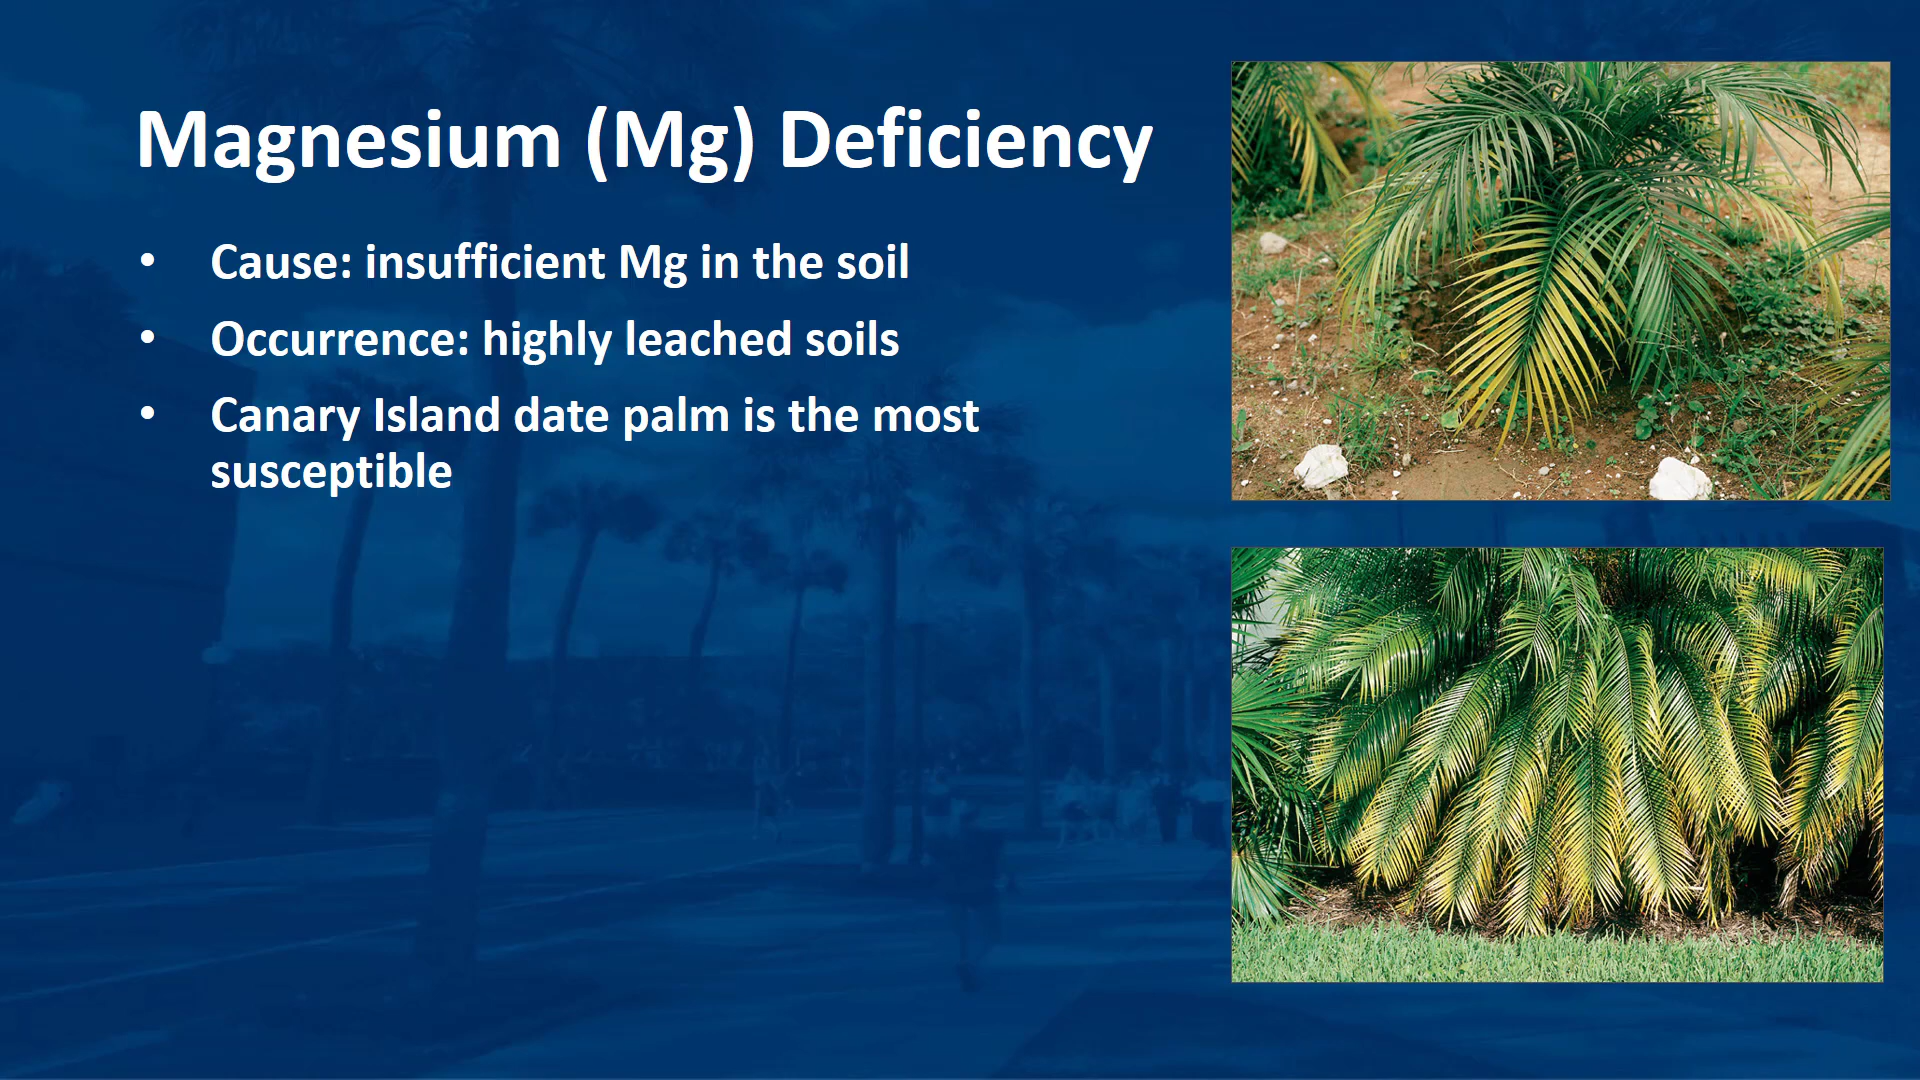 Magnesium (Mg) Deficiency
• Cause: insufficient Mg in the soil
• Occurrence: highly leached soils
• Canary Island date palm is the most
susceptible